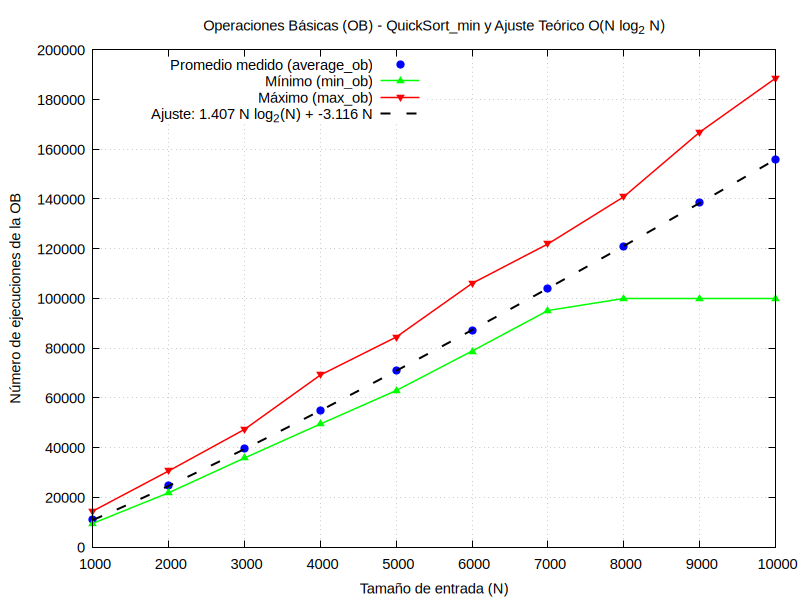 Operaciones Básicas (OB) - QuickSort_min y Ajuste Teórico O(N log₂ N)
Promedio medido (average_ob)
Mínimo (min_ob)
Máximo (max_ob)
Ajuste: 1.407 N log₂(N) + -3.116 N
Número de ejecuciones de la OB
200000
180000
160000
140000
120000
100000
80000
60000
40000
20000
0
1000 2000 3000 4000 5000 6000 7000 8000 9000 10000
Tamaño de entrada (N)